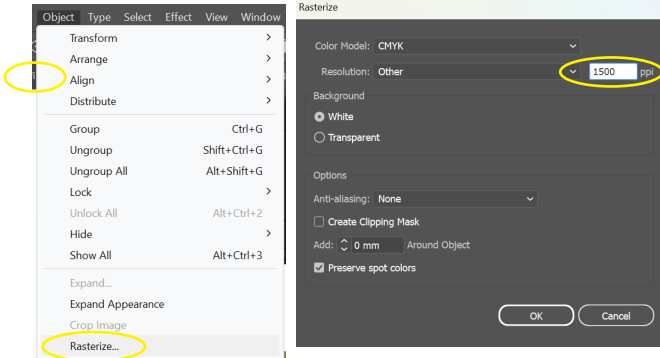 Object Type Select Effect View Window
Transform
Arrange
Align
Distribute
Group Ctrl+G
Ungroup Shift+Ctrl+G
Ungroup All Alt+Shift+G
Lock
Unlock All Alt+Ctrl+2
Hide
Show All Alt+Ctrl+3
Expand...
Expand Appearance
Crop Image
Rasterize...
Rasterize
Color Model: CMYK
Resolution: Other 1500 ppi
Background
White
Transparent
Options
Anti-aliasing: None
Create Clipping Mask
Add: 0 mm Around Object
Preserve spot colors
OK Cancel